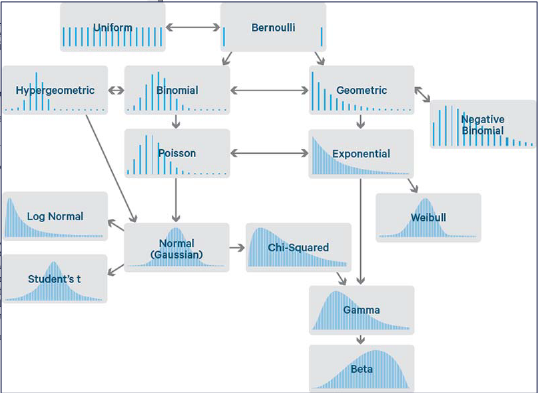 Uniform
Bernoulli
Hypergeometric
Binomial
Geometric
Negative
Binomial
Poisson
Exponential
Log Normal
Normal
(Gaussian)
Chi-Squared
Weibull
Student's t
Gamma
Beta